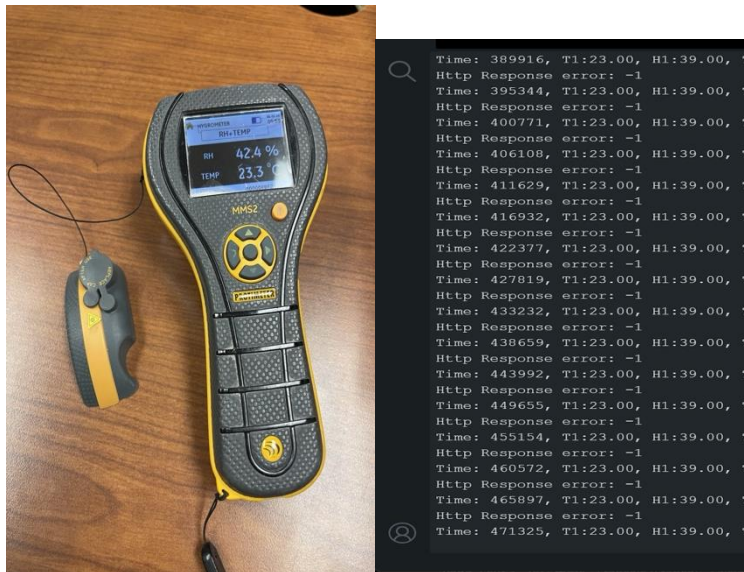 HYGROMETER
RH+TEMP
RH 42.4 %
TEMP 23.3 °C
MMS2
PROTIMETER
Time: 389916, T1:23.00, H1:39.00,
Http Response error: -1
Time: 395344, T1:23.00, H1:39.00,
Http Response error: -1
Time: 400771, T1:23.00, H1:39.00,
Http Response error: -1
Time: 406108, T1:23.00, H1:39.00,
Http Response error: -1
Time: 411629, T1:23.00, H1:39.00,
Http Response error: -1
Time: 416932, T1:23.00, H1:39.00,
Http Response error: -1
Time: 422377, T1:23.00, H1:39.00,
Http Response error: -1
Time: 427819, T1:23.00, H1:39.00,
Http Response error: -1
Time: 433232, T1:23.00, H1:39.00,
Http Response error: -1
Time: 438659, T1:23.00, H1:39.00,
Http Response error: -1
Time: 443992, T1:23.00, H1:39.00,
Http Response error: -1
Time: 449655, T1:23.00, H1:39.00,
Http Response error: -1
Time: 455154, T1:23.00, H1:39.00,
Http Response error: -1
Time: 460572, T1:23.00, H1:39.00,
Http Response error: -1
Time: 465897, T1:23.00, H1:39.00,
Http Response error: -1
Time: 471325, T1:23.00, H1:39.00,